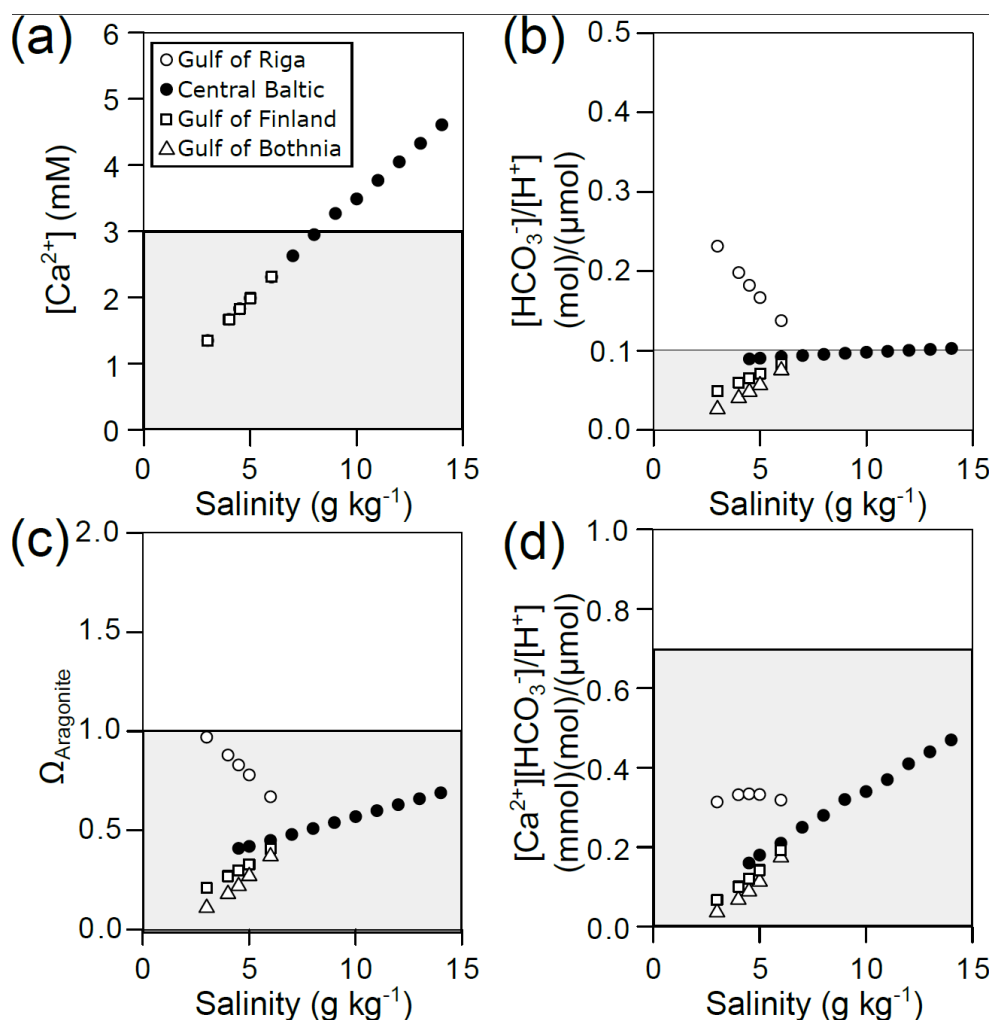 (a)
[Ca²⁺] (mM)
6
5
4
3
2
1
0
Gulf of Riga
Central Baltic
Gulf of Finland
Gulf of Bothnia
0 5 10 15
Salinity (g kg⁻¹)
(b)
[HCO₃⁻]/[H⁺]
(mol)/(µmol)
0.5
0.4
0.3
0.2
0.1
0.0
0 5 10 15
Salinity (g kg⁻¹)
(c)
Ω_Aragonite
2.0
1.5
1.0
0.5
0.0
0 5 10 15
Salinity (g kg⁻¹)
(d)
[Ca²⁺][HCO₃⁻]/[H⁺]
(mmol)(mol)/(µmol)
1.0
0.8
0.6
0.4
0.2
0.0
0 5 10 15
Salinity (g kg⁻¹)